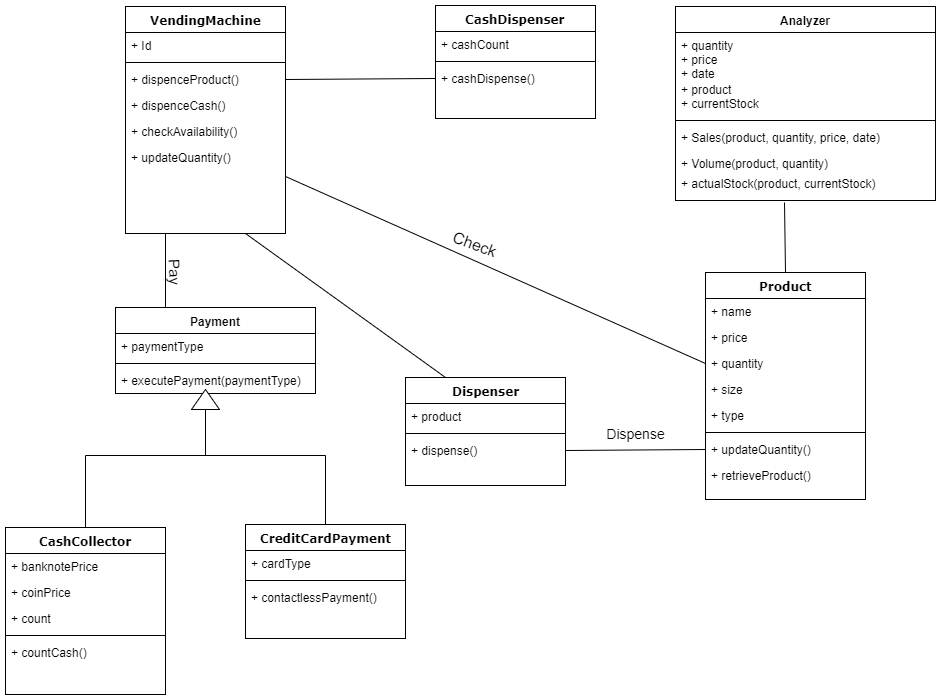 VendingMachine
+ Id
+ dispenceProduct()
+ dispenceCash()
+ checkAvailability()
+ updateQuantity()
CashDispenser
+ cashCount
+ cashDispense()
Analyzer
+ quantity
+ price
+ date
+ product
+ currentStock
+ Sales(product, quantity, price, date)
+ Volume(product, quantity)
+ actualStock(product, currentStock)
Check
Pay
Payment
+ paymentType
+ executePayment(paymentType)
Dispenser
+ product
+ dispense()
Dispense
Product
+ name
+ price
+ quantity
+ size
+ type
+ updateQuantity()
+ retrieveProduct()
CashCollector
+ banknotePrice
+ coinPrice
+ count
+ countCash()
CreditCardPayment
+ cardType
+ contactlessPayment()